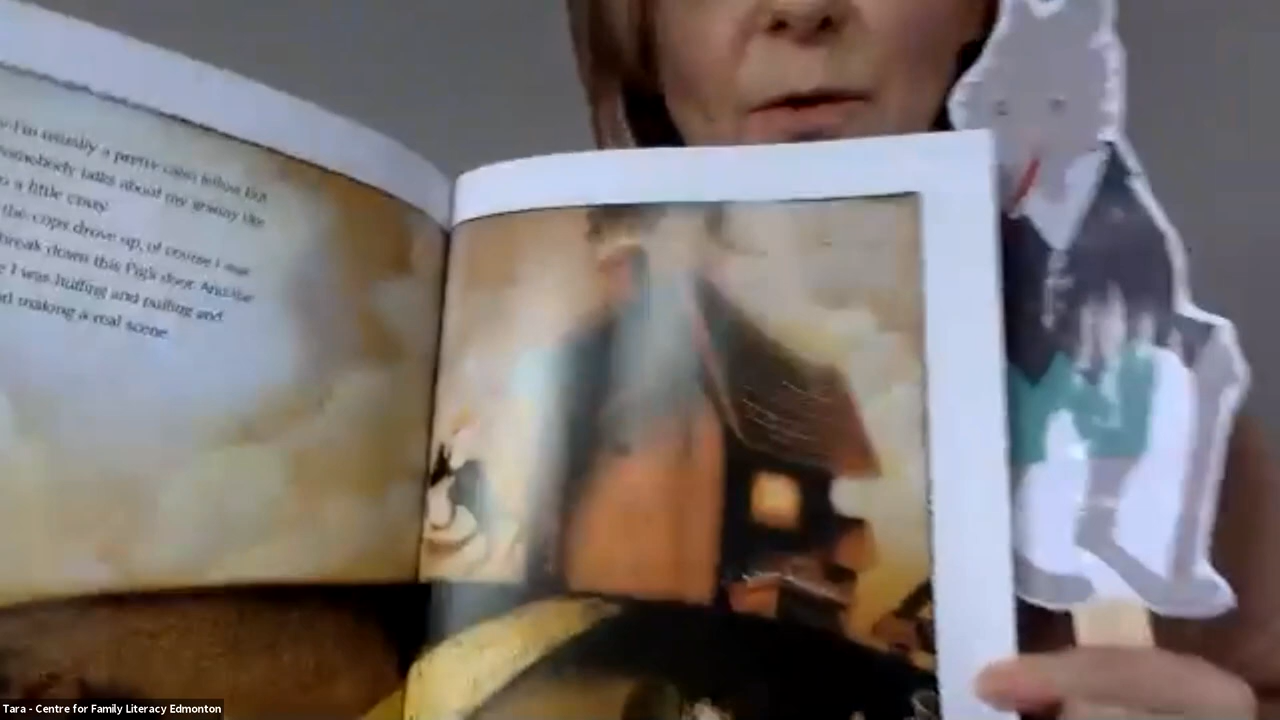 I'm usually a pretty calm fellow. But
somebody talks about my granny like
a little crazy.
the cops drove up, of course I was
break down this Pig's door. And the
I was huffing and puffing and
making a real scene.
Tara - Centre for Family Literacy Edmonton